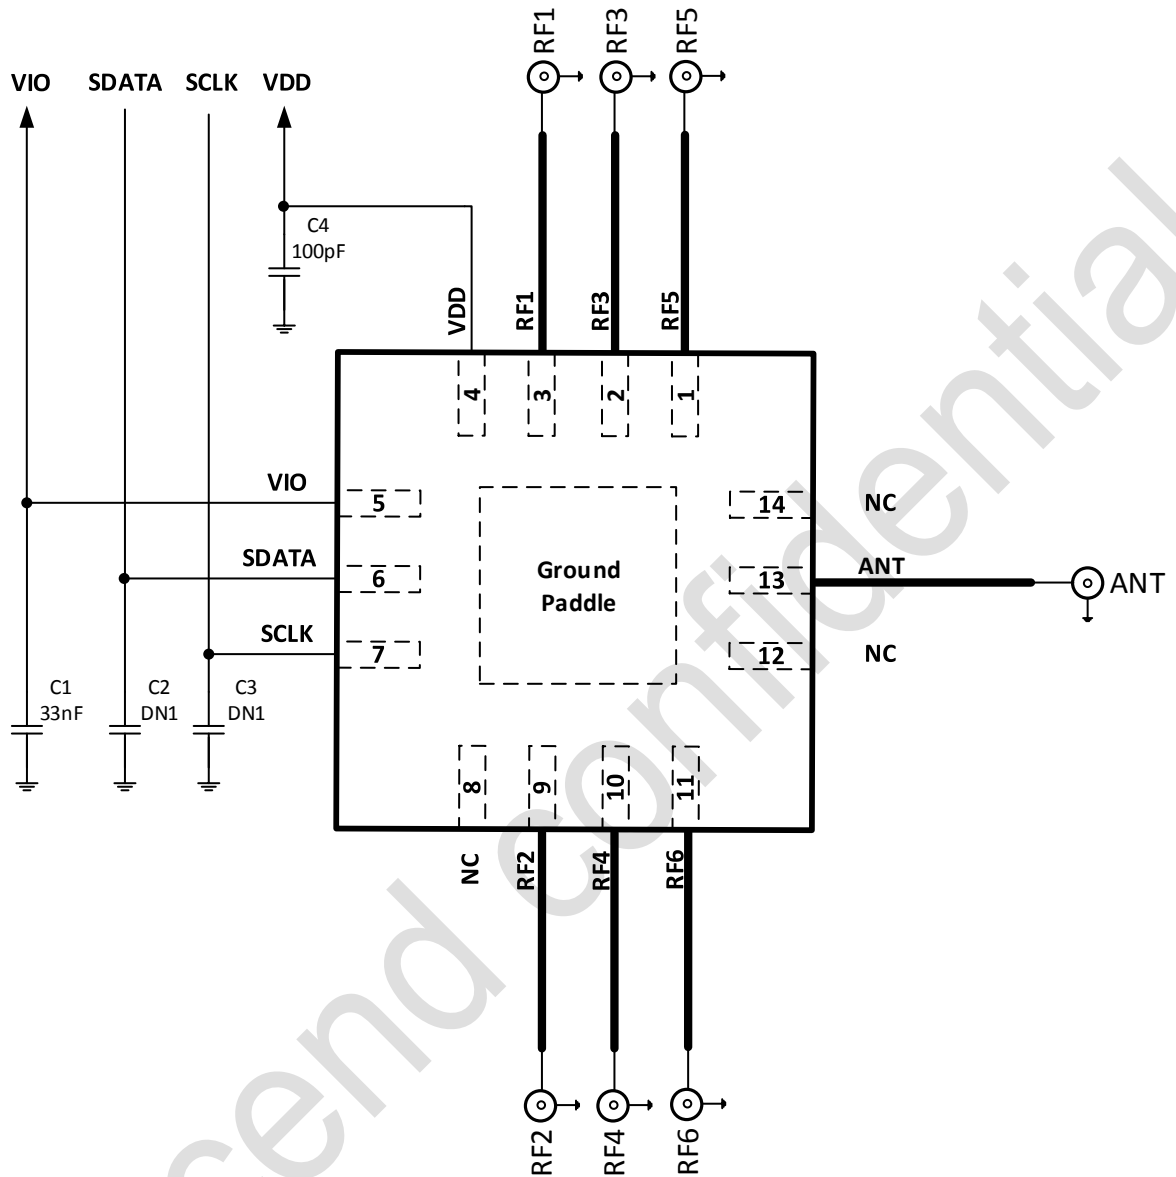 RF1 RF3 RF5
VIO SDATA SCLK VDD
C4
100pF
VDD RF1 RF3 RF5
4 3 2 1
VIO 5
14 NC
SDATA 6
Ground
Paddle
ANT
13
ANT
SCLK 7
12 NC
C1 C2 C3
33nF DN1 DN1
8 9 10 11
NC RF2 RF4 RF6
RF2 RF4 RF6
cend confidential